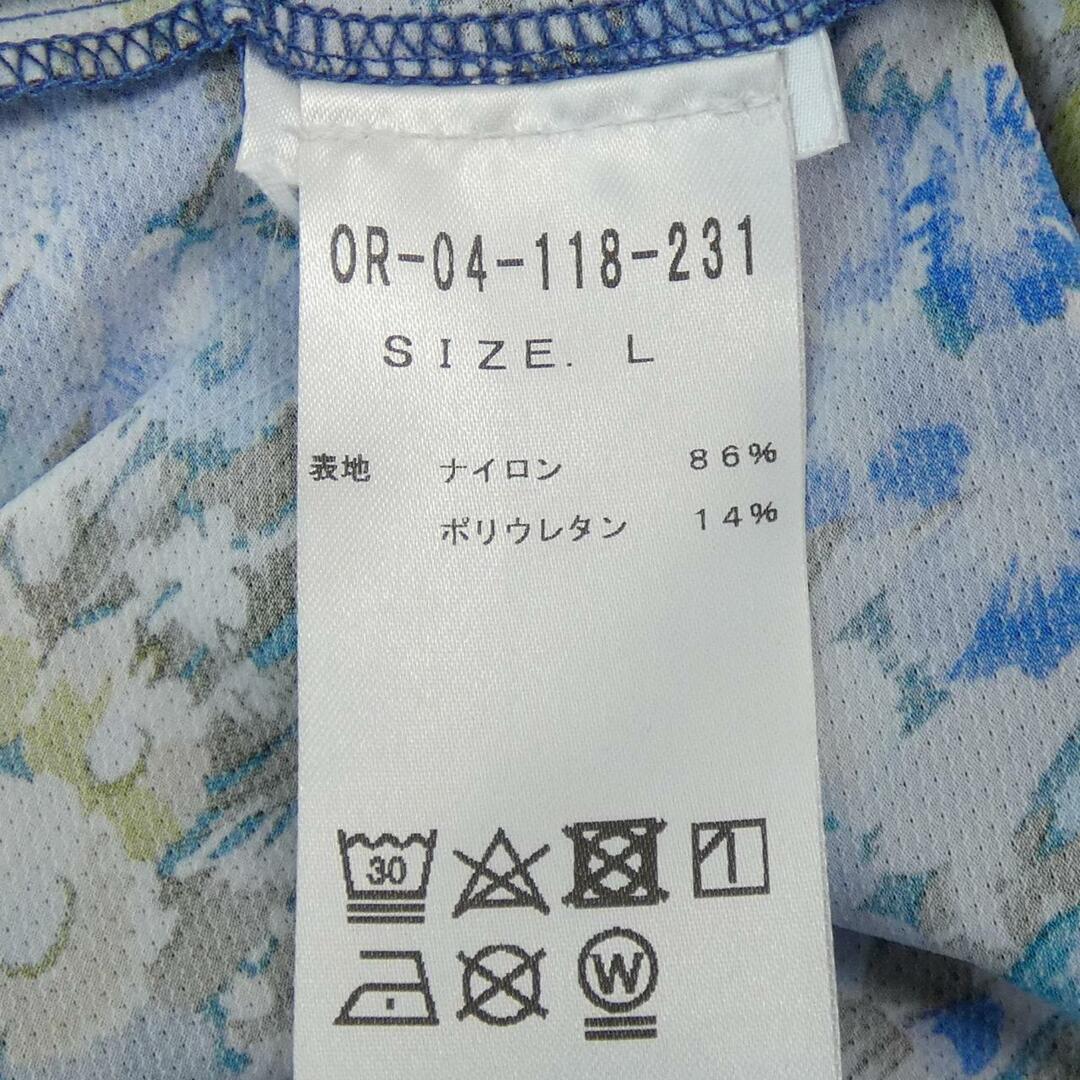 OR-04-118-231
SIZE. L
表地 ナイロン 86%
ポリウレタン 14%
30
W